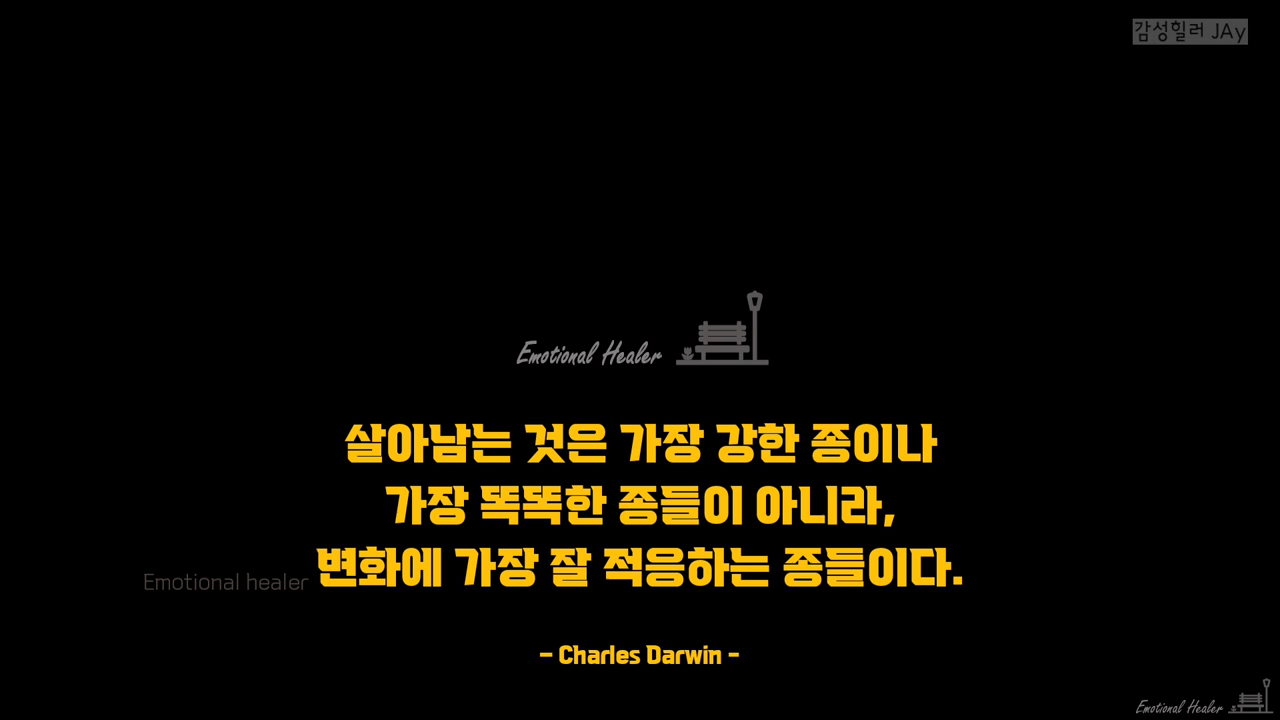 감성힐러 JAy
Emotional Healer
살아남는 것은 가장 강한 종이나
가장 똑똑한 종들이 아니라,
변화에 가장 잘 적응하는 종들이다.
Emotional healer
- Charles Darwin -
Emotional Healer